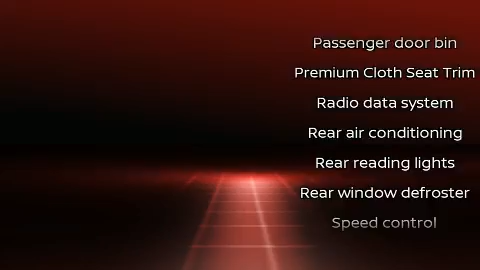 Passenger door bin
Premium Cloth Seat Trim
Radio data system
Rear air conditioning
Rear reading lights
Rear window defroster
Speed control